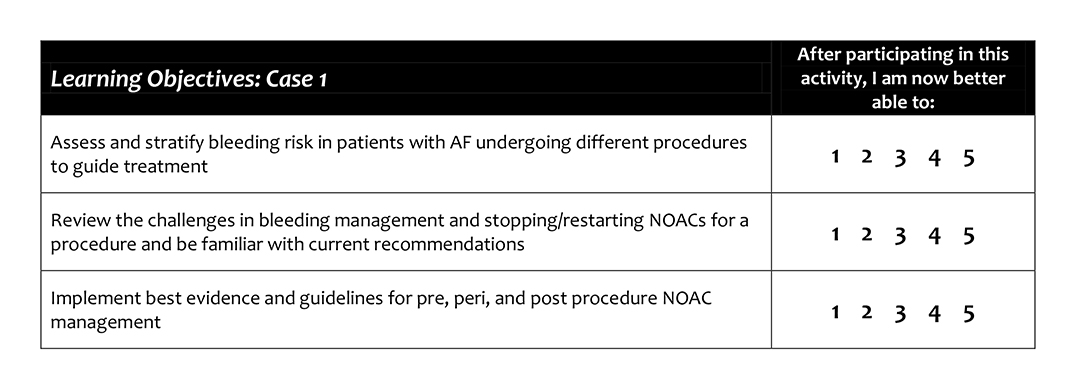 Learning Objectives: Case 1
After participating in this
activity, I am now better
able to:
Assess and stratify bleeding risk in patients with AF undergoing different procedures
to guide treatment
1 2 3 4 5
Review the challenges in bleeding management and stopping/restarting NOACs for a
procedure and be familiar with current recommendations
1 2 3 4 5
Implement best evidence and guidelines for pre, peri, and post procedure NOAC
management
1 2 3 4 5